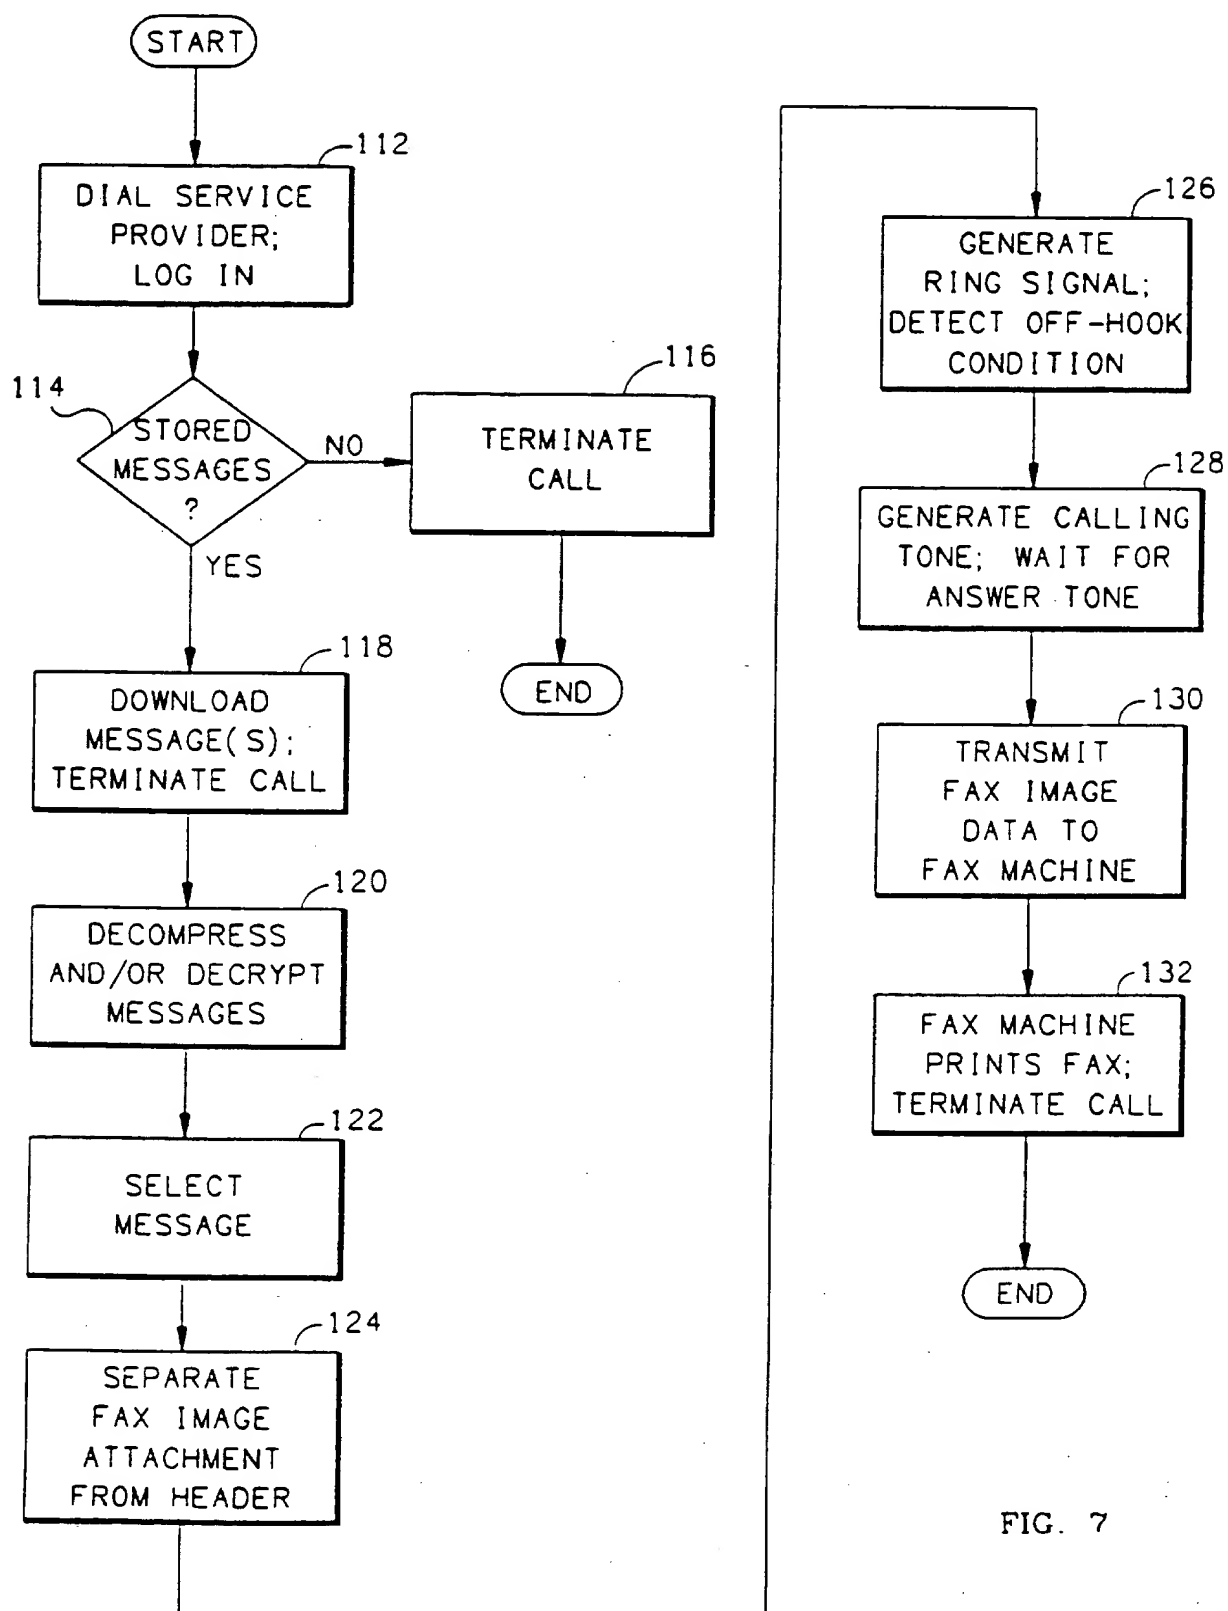 START
112
DIAL SERVICE
PROVIDER;
LOG IN
114
STORED
MESSAGES
?
NO
YES
116
TERMINATE
CALL
END
118
DOWNLOAD
MESSAGE(S);
TERMINATE CALL
120
DECOMPRESS
AND/OR DECRYPT
MESSAGES
122
SELECT
MESSAGE
124
SEPARATE
FAX IMAGE
ATTACHMENT
FROM HEADER
126
GENERATE
RING SIGNAL;
DETECT OFF-HOOK
CONDITION
128
GENERATE CALLING
TONE; WAIT FOR
ANSWER TONE
130
TRANSMIT
FAX IMAGE
DATA TO
FAX MACHINE
132
FAX MACHINE
PRINTS FAX;
TERMINATE CALL
END
FIG. 7